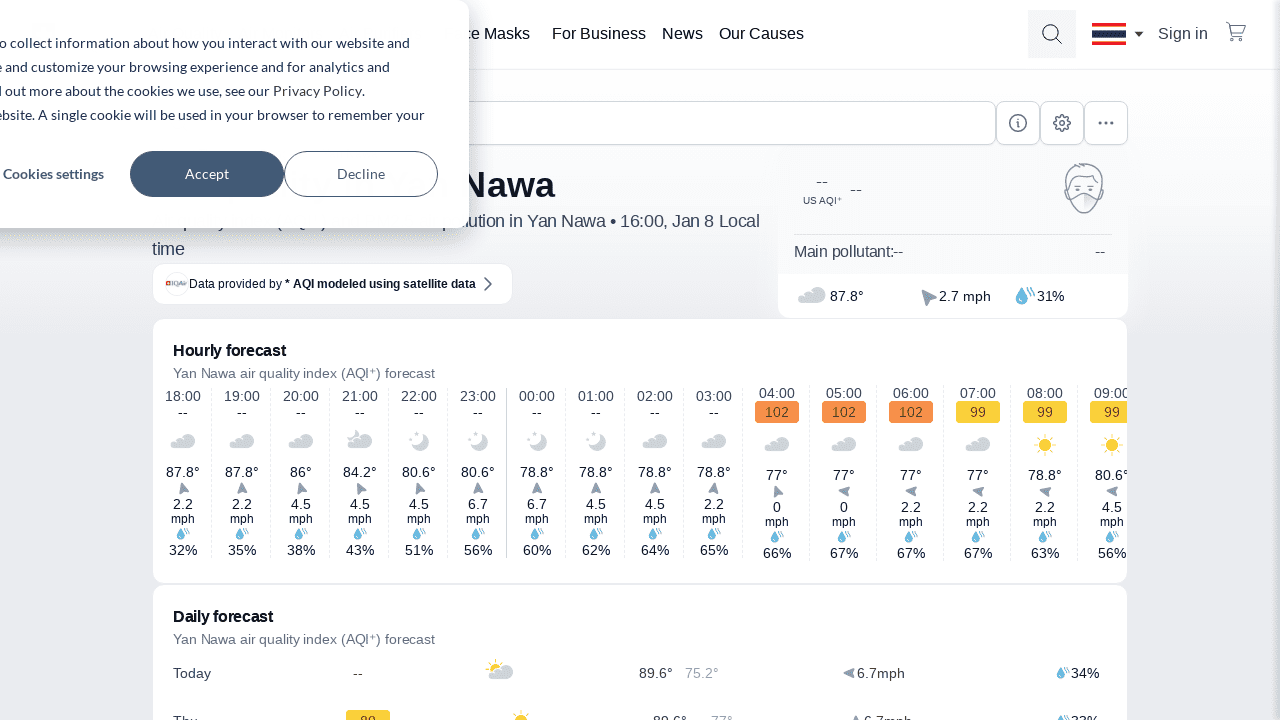 o collect information about how you interact with our website and
e and customize your browsing experience and for analytics and
out more about the cookies we use, see our Privacy Policy.
ebsite. A single cookie will be used in your browser to remember your
Cookies settings
Accept
Decline
ce Masks
For Business
News
Our Causes
Sign in
Nawa
ution in Yan Nawa • 16:00, Jan 8 Local
time
Data provided by * AQI modeled using satellite data
--
US AQI⁺
--
Main pollutant:--
--
87.8°
2.7 mph
31%
Hourly forecast
Yan Nawa air quality index (AQI⁺) forecast
18:00 19:00 20:00 21:00 22:00 23:00 00:00 01:00 02:00 03:00 04:00 05:00 06:00 07:00 08:00 09:00
-- -- -- -- -- -- -- -- -- -- 102 102 102 99 99 99
87.8° 87.8° 86° 84.2° 80.6° 80.6° 78.8° 78.8° 78.8° 78.8° 77° 77° 77° 77° 78.8° 80.6°
2.2 2.2 4.5 4.5 4.5 6.7 6.7 4.5 4.5 2.2 0 0 2.2 2.2 2.2 4.5
mph mph mph mph mph mph mph mph mph mph mph mph mph mph mph mph
32% 35% 38% 43% 51% 56% 60% 62% 64% 65% 66% 67% 67% 67% 63% 56%
Daily forecast
Yan Nawa air quality index (AQI⁺) forecast
Today -- 89.6° 75.2° 6.7mph 34%
Thu 89 89.6° 77° 6.7mph 33%